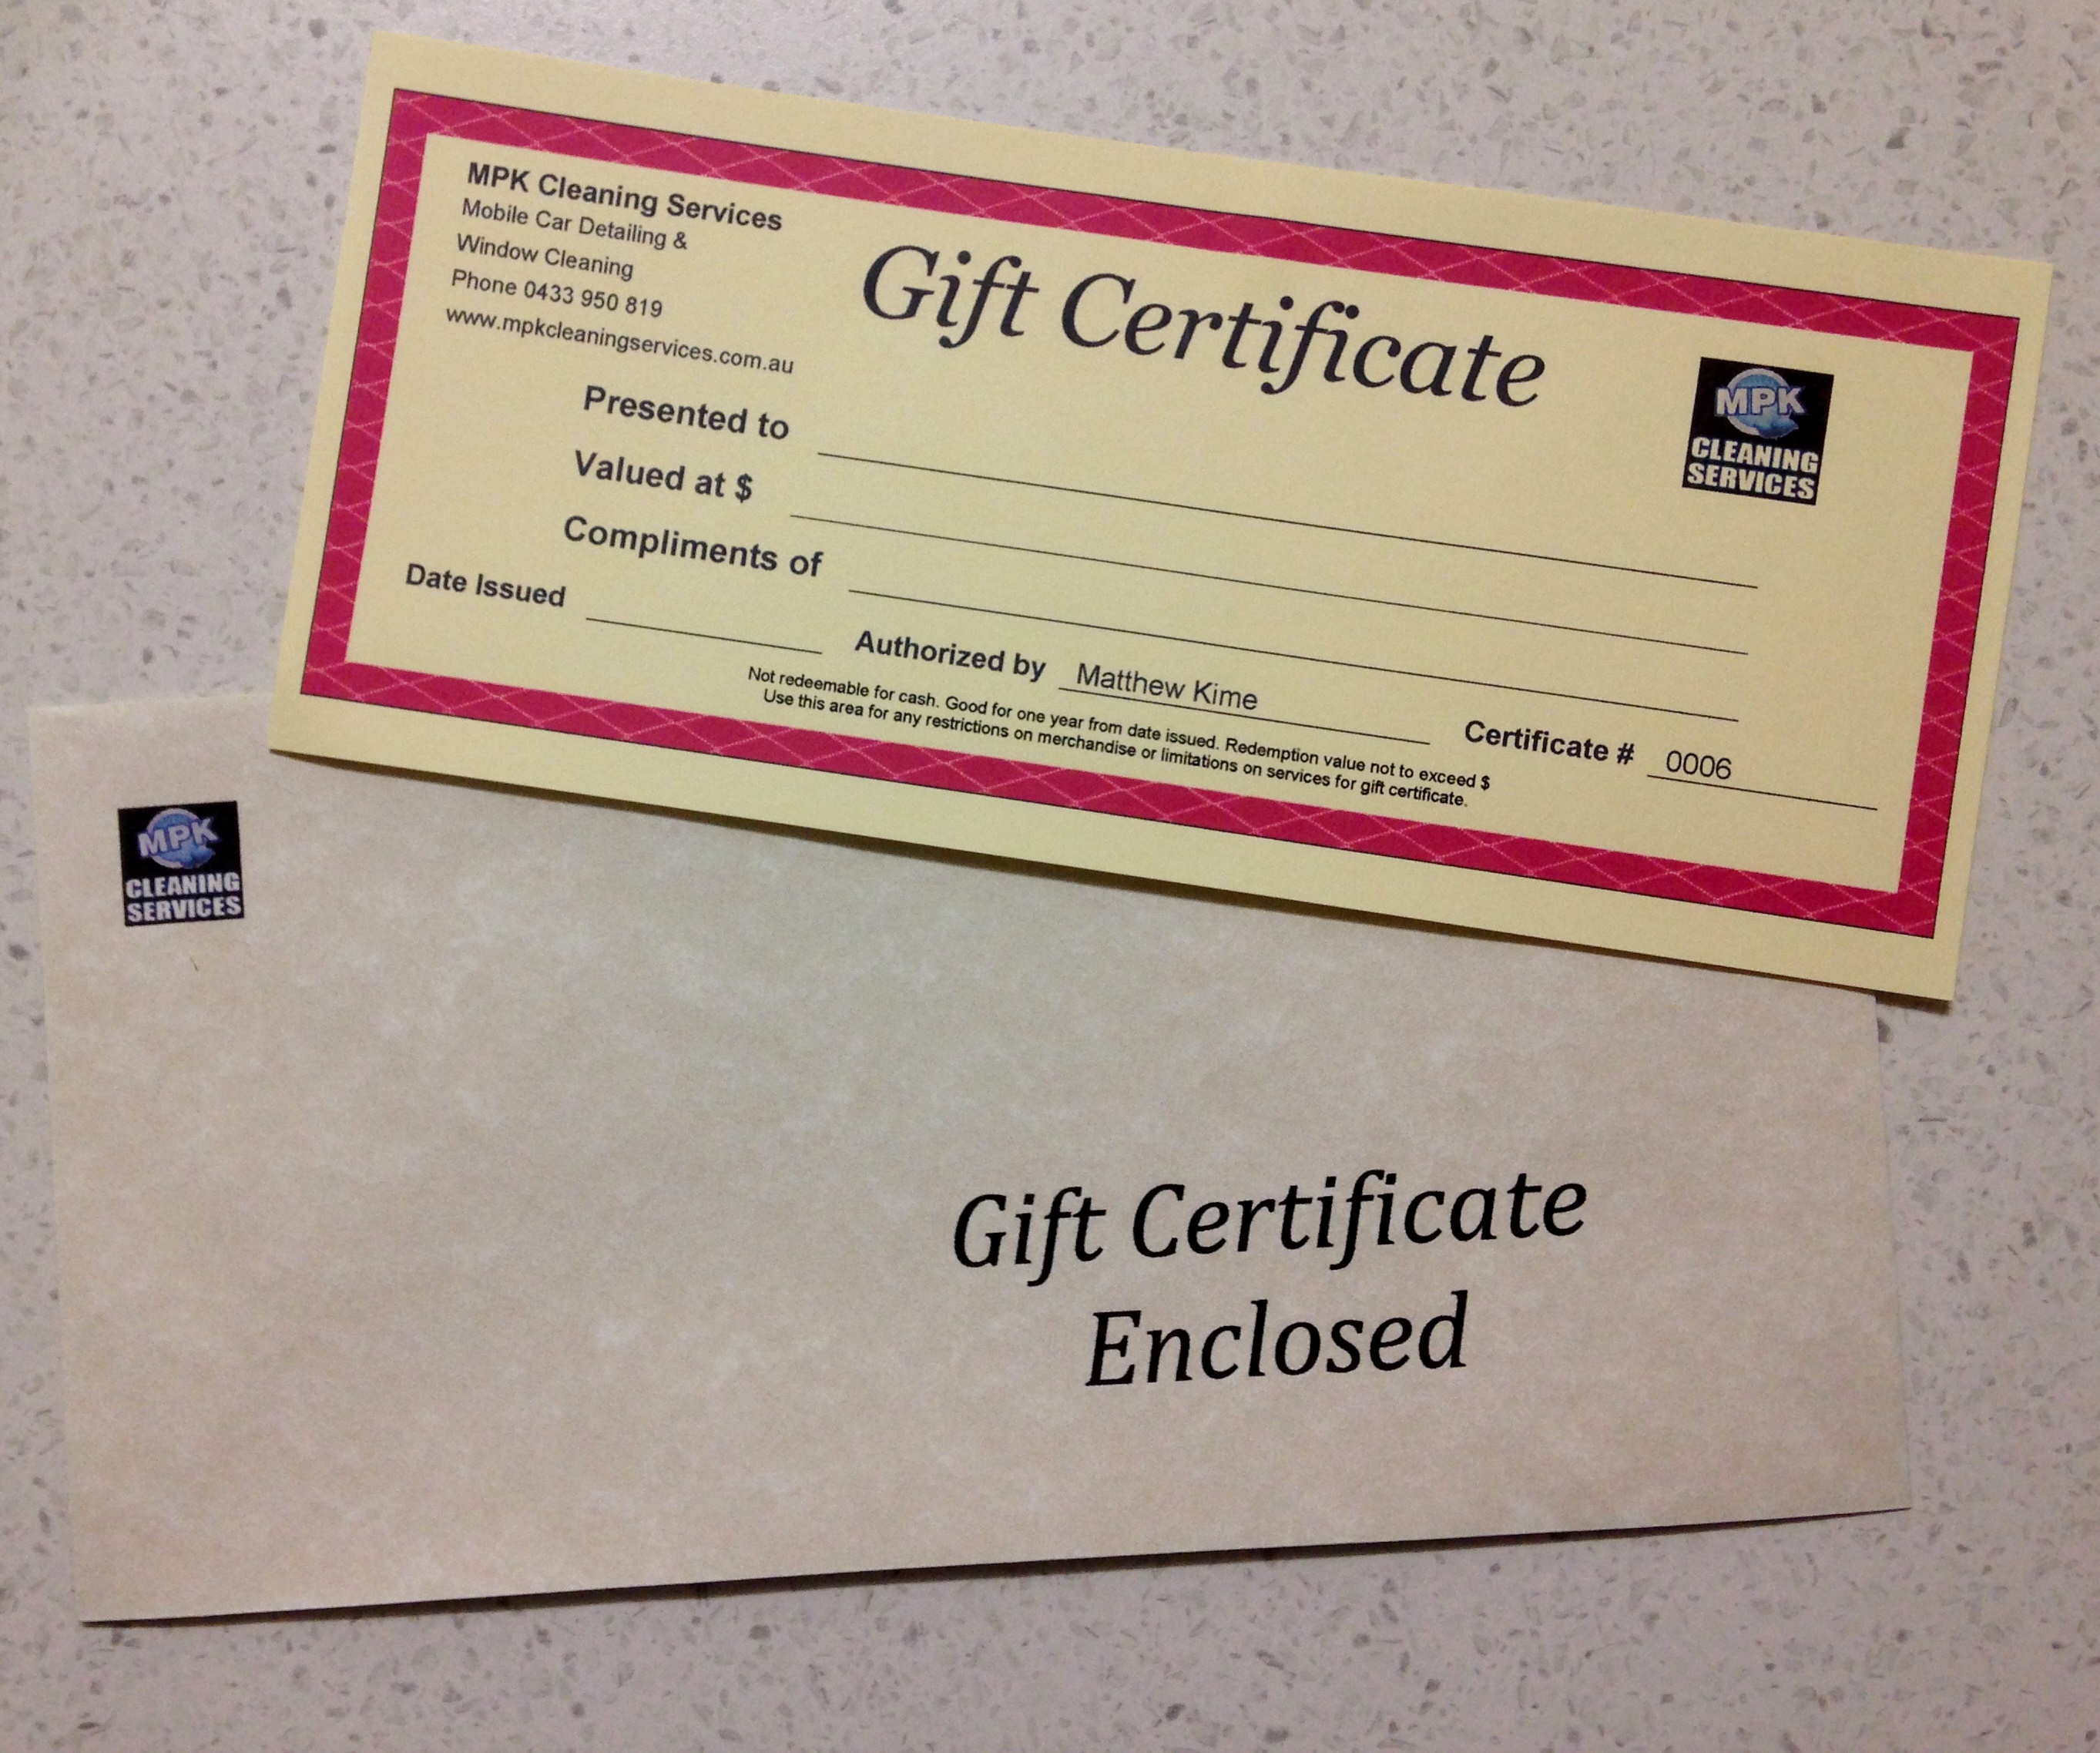 MPK Cleaning Services
Mobile Car Detailing &
Window Cleaning
Phone 0433 950 819
www.mpkcleaningservices.com.au
Gift Certificate
MPK
CLEANING
SERVICES
Presented to
Valued at $
Compliments of
Date Issued
Authorized by Matthew Kime
Certificate # 0006
Not redeemable for cash. Good for one year from date issued. Redemption value not to exceed $
Use this area for any restrictions on merchandise or limitations on services for gift certificate.
MPK
CLEANING
SERVICES
Gift Certificate
Enclosed